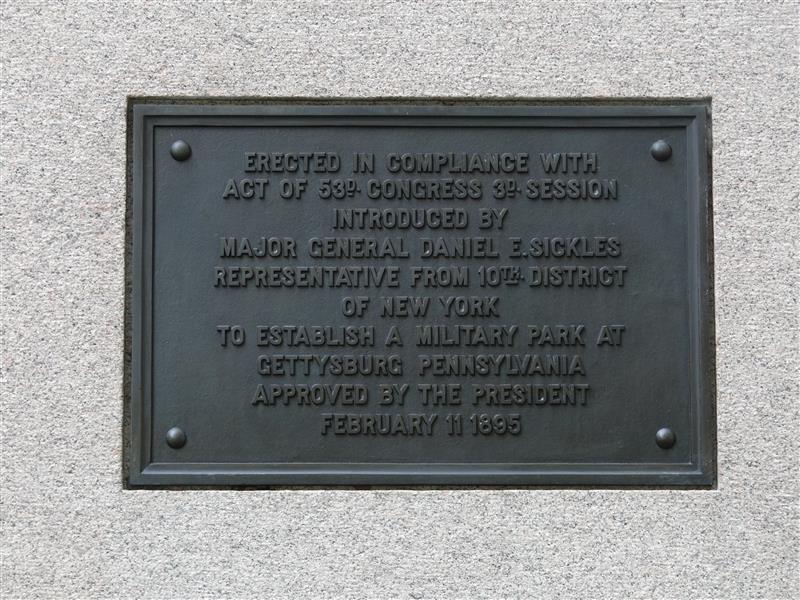 ERECTED IN COMPLIANCE WITH
ACT OF 53D. CONGRESS 3D. SESSION
INTRODUCED BY
MAJOR GENERAL DANIEL E. SICKLES
REPRESENTATIVE FROM 10TH. DISTRICT
OF NEW YORK
TO ESTABLISH A MILITARY PARK AT
GETTYSBURG PENNSYLVANIA
APPROVED BY THE PRESIDENT
FEBRUARY 11 1895